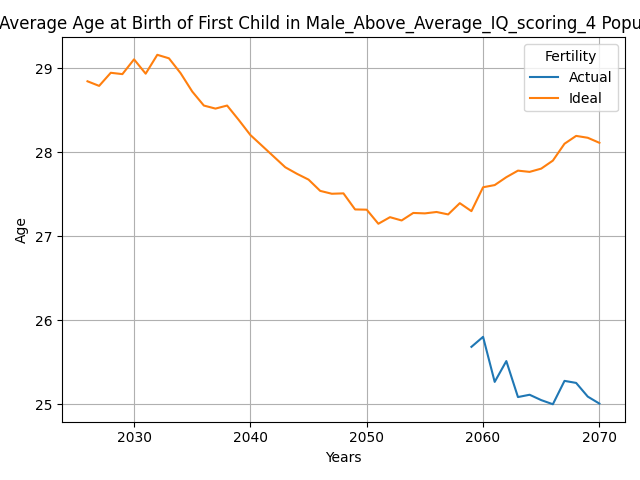 Average Age at Birth of First Child in Male_Above_Average_IQ_scoring_4 Popu
Fertility
Actual
Ideal
29
28
27
26
25
Age
2030 2040 2050 2060 2070
Years